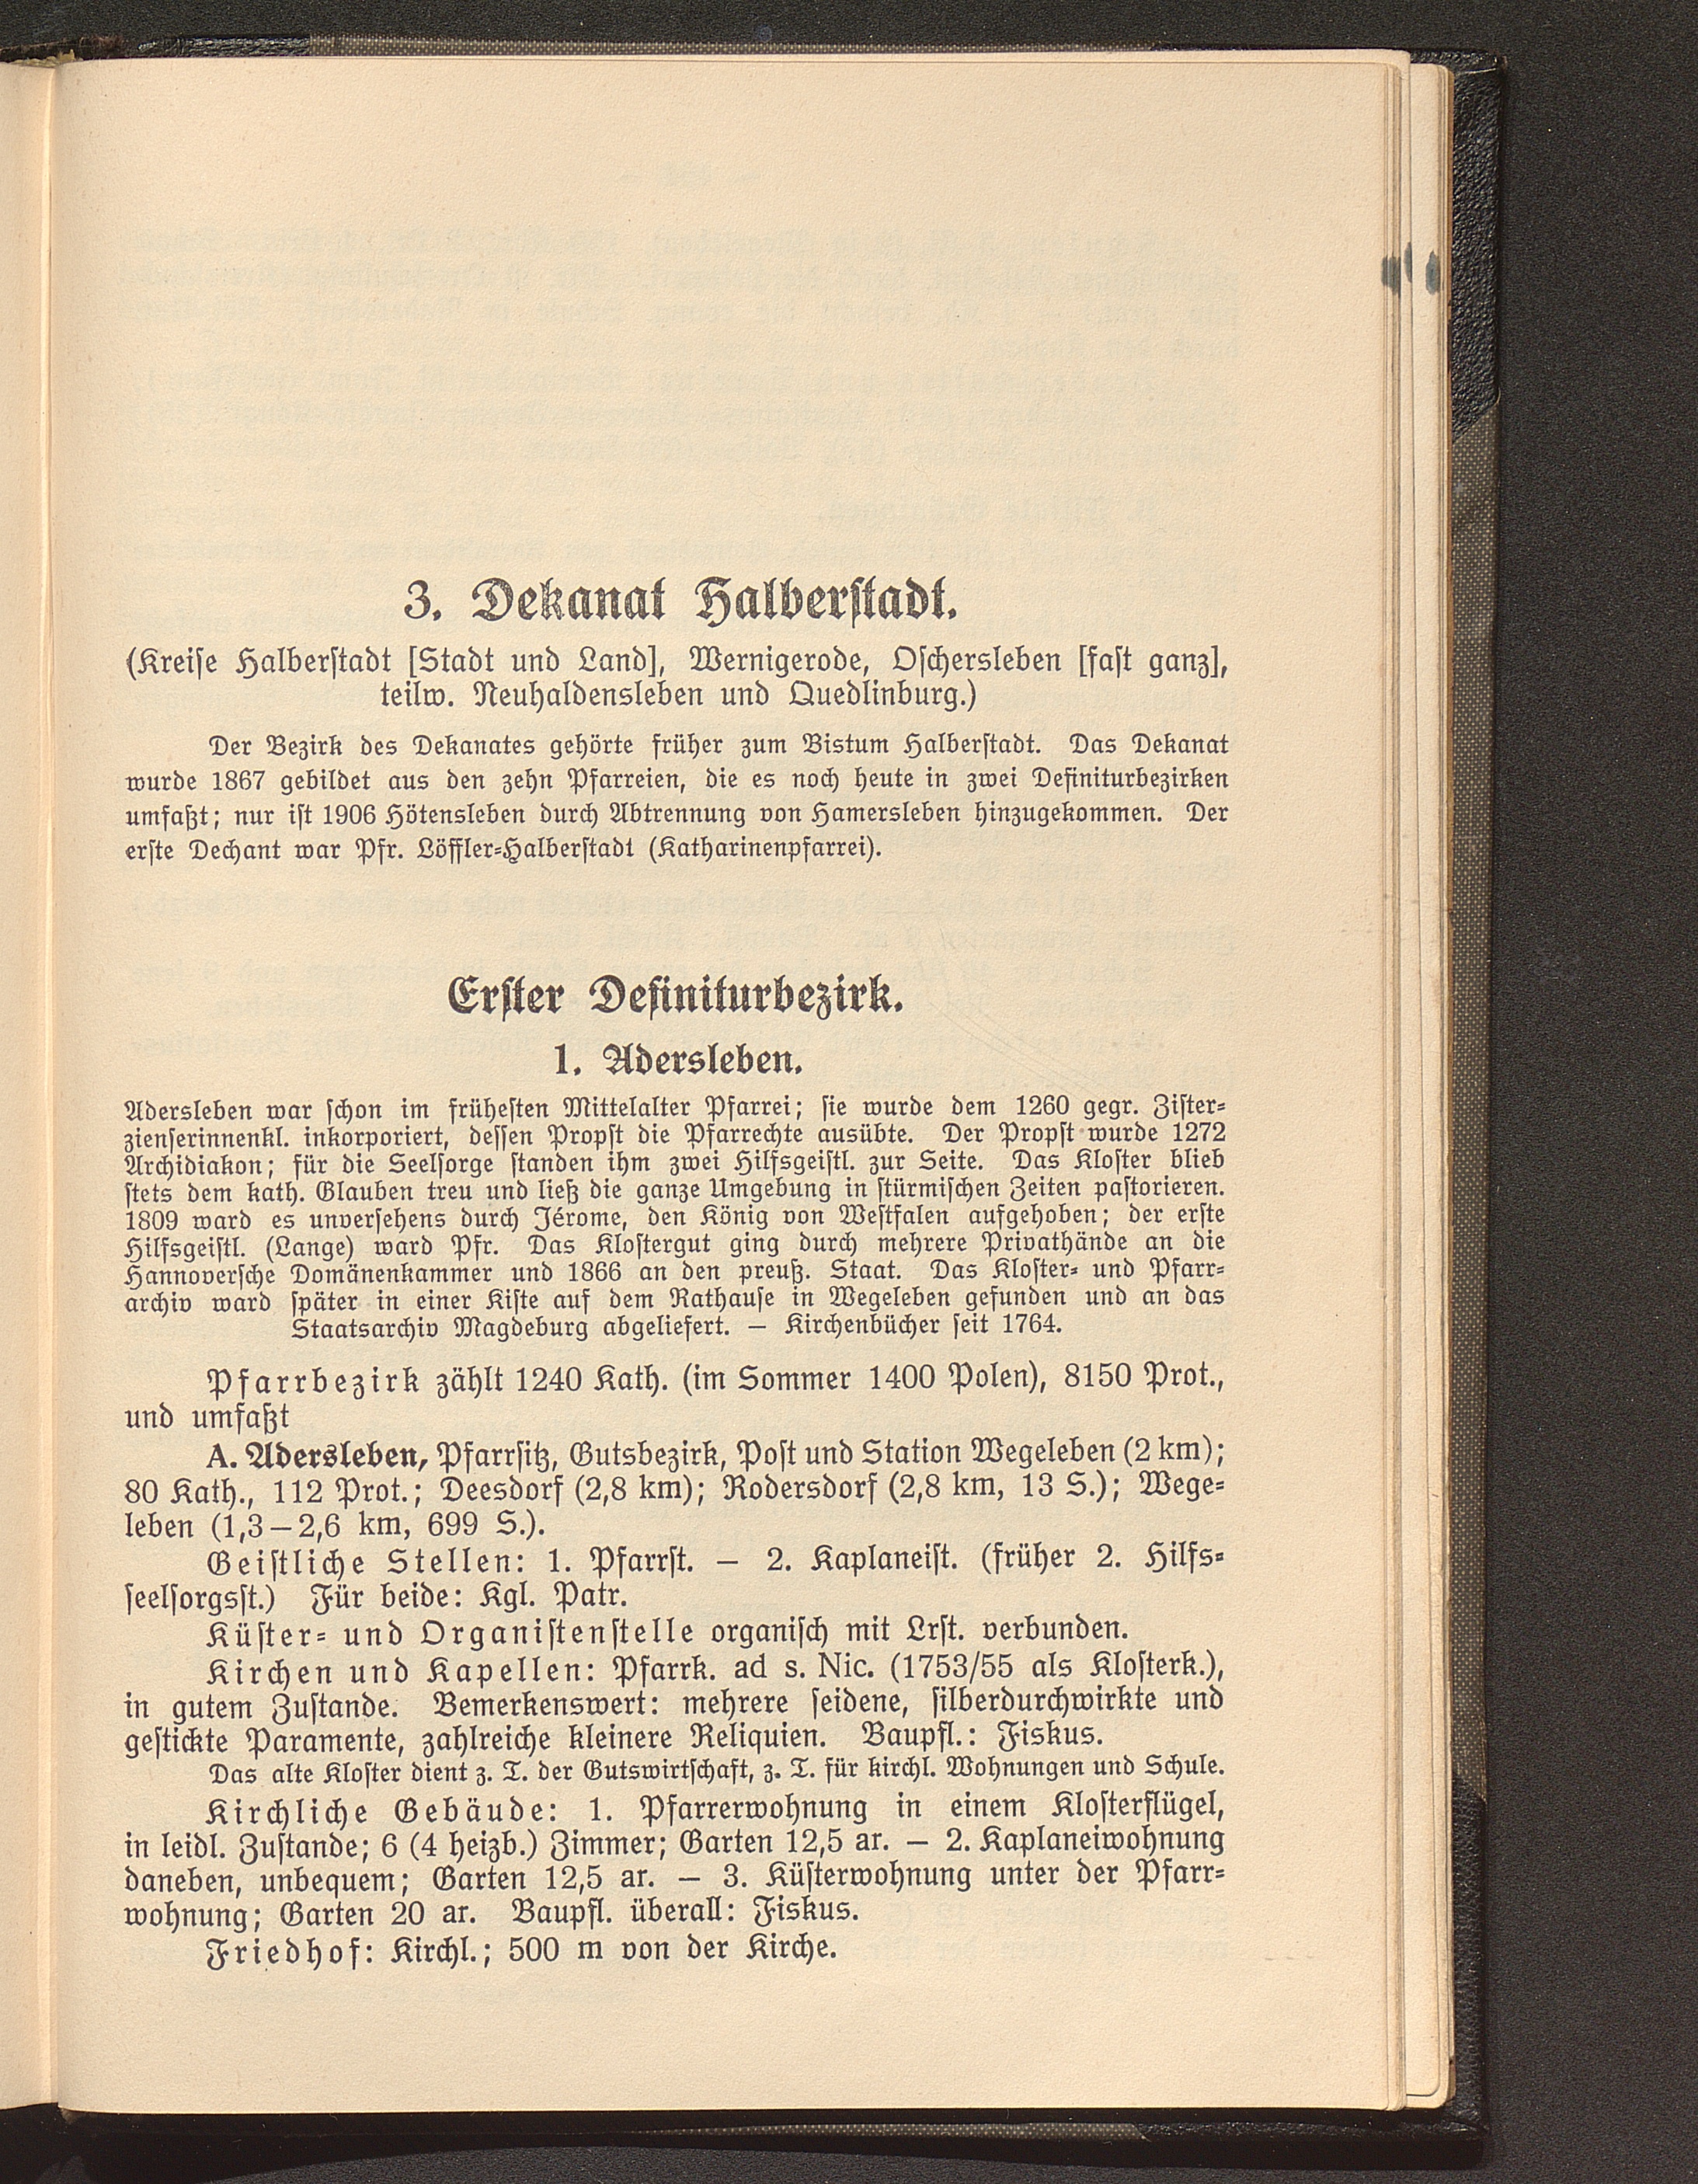 3. Dekanat Halberstadt.
(Kreise Halberstadt [Stadt und Land], Wernigerode, Oschersleben [fast ganz],
teilw. Neuhaldensleben und Quedlinburg.)
Der Bezirk des Dekanates gehörte früher zum Bistum Halberstadt. Das Dekanat
wurde 1867 gebildet aus den zehn Pfarreien, die es noch heute in zwei Definiturbezirken
umfaßt; nur ist 1906 Hötensleben durch Abtrennung von Hamersleben hinzugekommen. Der
erste Dechant war Pfr. Löffler-Halberstadt (Katharinenpfarrei).
Erster Definiturbezirk.
1. Adersleben.
Adersleben war schon im frühesten Mittelalter Pfarrei; sie wurde dem 1260 gegr. Zister-
zienserinnenkl. inkorporiert, dessen Propst die Pfarrechte ausübte. Der Propst wurde 1272
Archidiakon; für die Seelsorge standen ihm zwei Hilfsgeistl. zur Seite. Das Kloster blieb
stets dem kath. Glauben treu und ließ die ganze Umgebung in stürmischen Zeiten pastorieren.
1809 ward es unversehens durch Jérome, den König von Westfalen aufgehoben; der erste
Hilfsgeistl. (Lange) ward Pfr. Das Klostergut ging durch mehrere Privathände an die
Hannoversche Domänenkammer und 1866 an den preuß. Staat. Das Kloster- und Pfarr-
archiv ward später in einer Kiste auf dem Rathause in Wegeleben gefunden und an das
Staatsarchiv Magdeburg abgeliefert. — Kirchenbücher seit 1764.
Pfarrbezirk zählt 1240 Kath. (im Sommer 1400 Polen), 8150 Prot.,
und umfaßt
A. Adersleben, Pfarrsitz, Gutsbezirk, Post und Station Wegeleben (2 km);
80 Kath., 112 Prot.; Deesdorf (2,8 km); Rodersdorf (2,8 km, 13 S.); Wege-
leben (1,3—2,6 km, 699 S.).
Geistliche Stellen: 1. Pfarrst. — 2. Kaplaneist. (früher 2. Hilfs-
seelsorgsst.) Für beide: Kgl. Patr.
Küster- und Organistenstelle organisch mit Lrst. verbunden.
Kirchen und Kapellen: Pfarrk. ad s. Nic. (1753/55 als Klosterk.),
in gutem Zustande. Bemerkenswert: mehrere seidene, silberdurchwirkte und
gestickte Paramente, zahlreiche kleinere Reliquien. Baupfl.: Fiskus.
Das alte Kloster dient z. T. der Gutswirtschaft, z. T. für kirchl. Wohnungen und Schule.
Kirchliche Gebäude: 1. Pfarrerwohnung in einem Klosterflügel,
in leidl. Zustande; 6 (4 heizb.) Zimmer; Garten 12,5 ar. — 2. Kaplaneiwohnung
daneben, unbequem; Garten 12,5 ar. — 3. Küsterwohnung unter der Pfarr-
wohnung; Garten 20 ar. Baupfl. überall: Fiskus.
Friedhof: Kirchl.; 500 m von der Kirche.